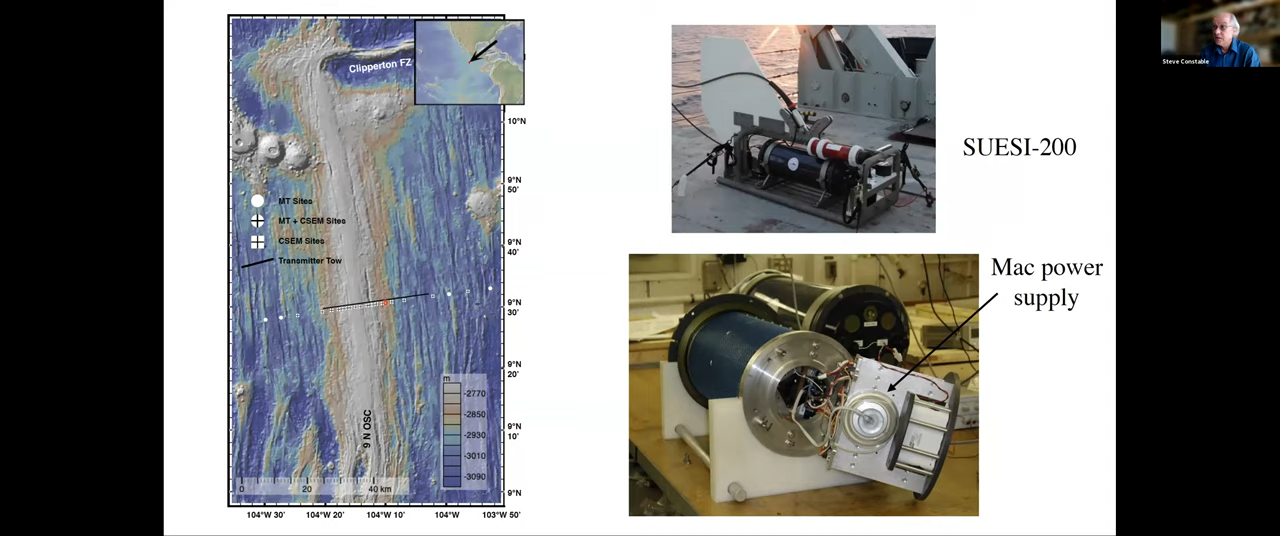 Clipperton FZ
10°N
9°N
50'
MT Sites
MT + CSEM Sites
9°N
40'
CSEM Sites
Transmitter Tow
9°N
30'
9°N
20'
m
-2770
-2850
-2930
-3010
-3090
9 N OSC
9°N
10'
0 20 40 km
9°N
104°W 30' 104°W 20' 104°W 10' 104°W 103°W 50'
SUESI-200
Mac power
supply
Steve Constable